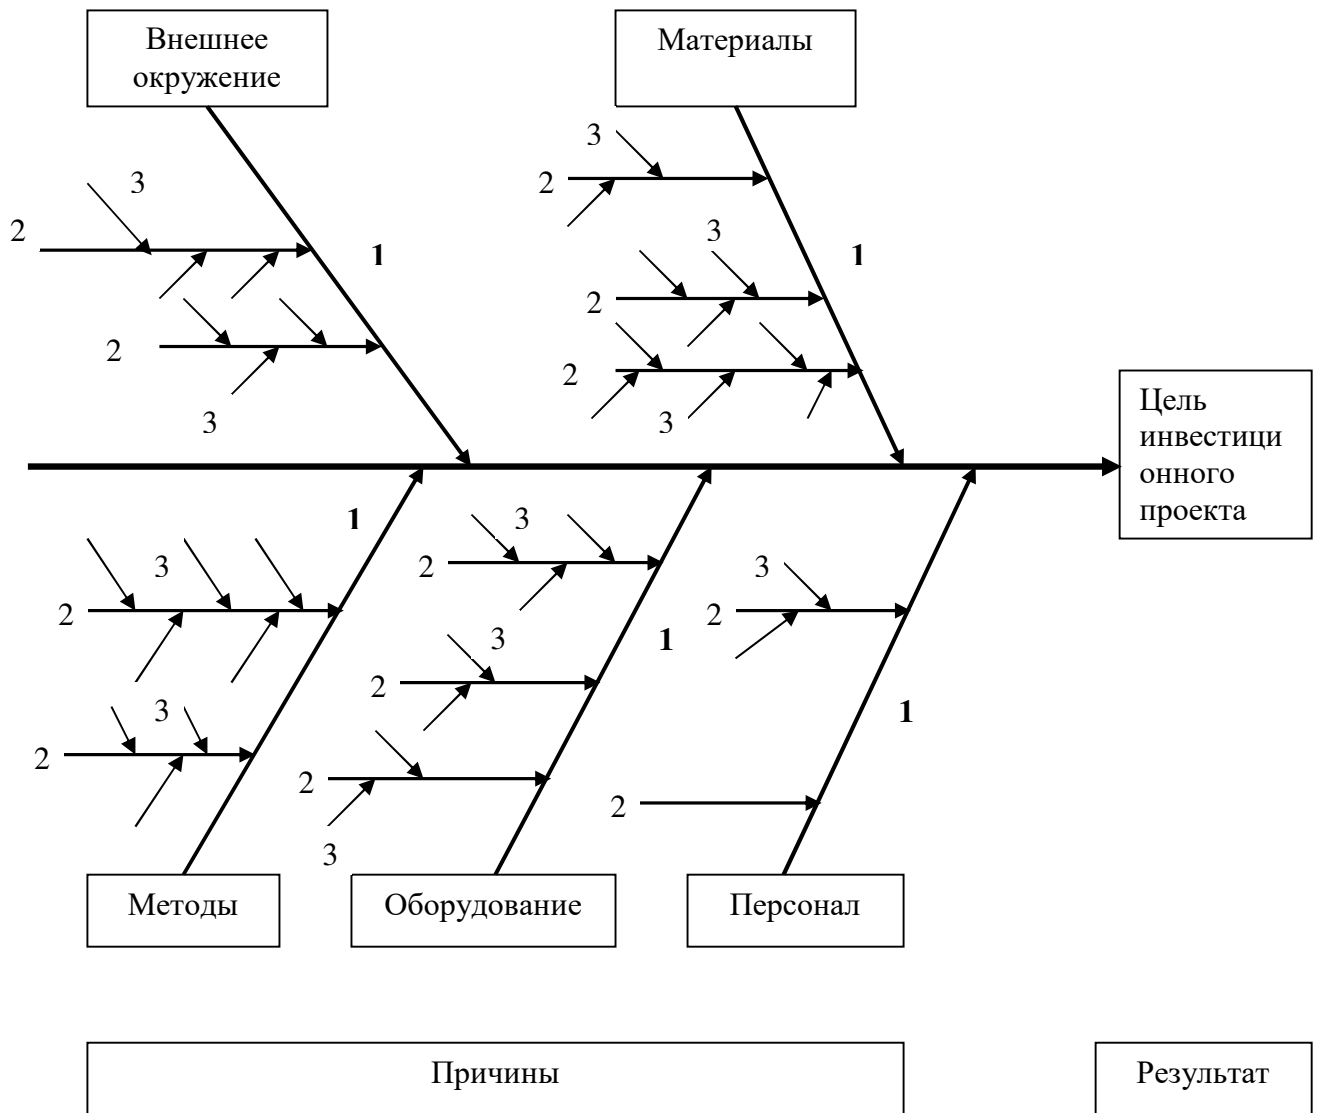 Внешнее
окружение
Материалы
3
3
2
2
3
1
1
2
2
2
3
3
Цель
инвестици
онного
проекта
1
3
3
2
3
2
2
3
1
2
3
1
2
2
2
3
Методы
Оборудование
Персонал
Причины
Результат